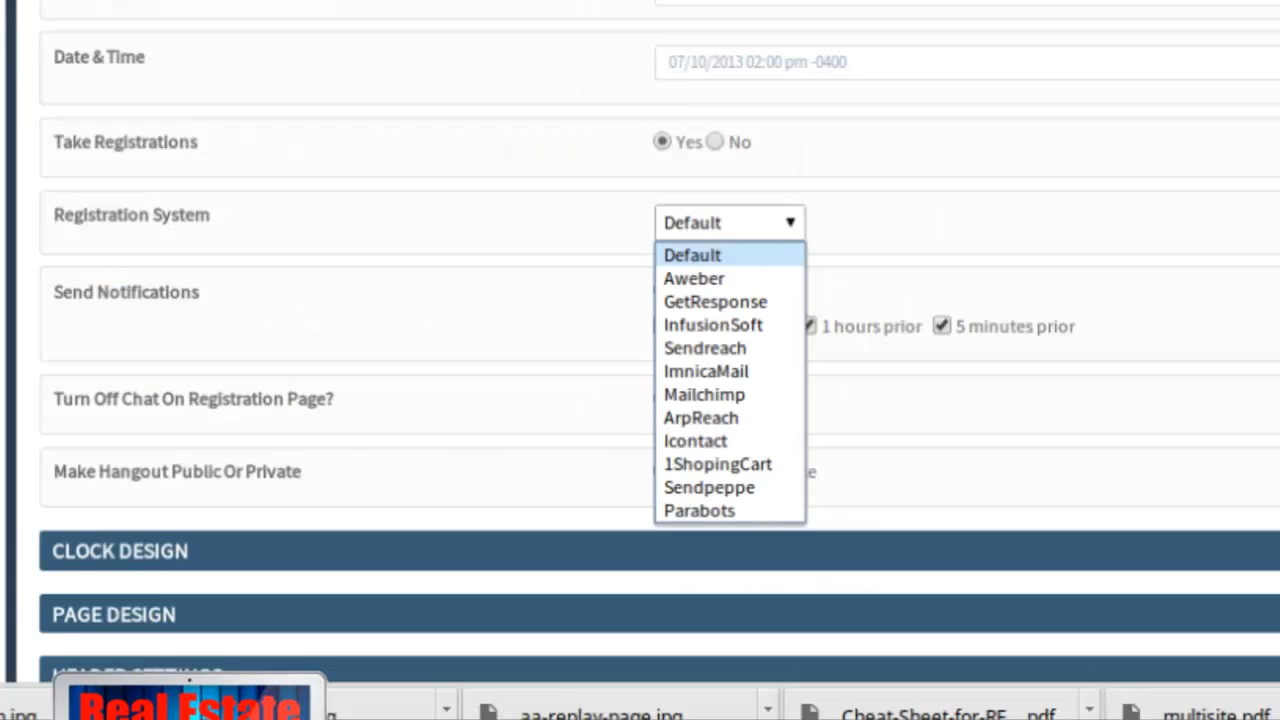 Date & Time
07/10/2013 02:00 pm -0400
Take Registrations
Yes No
Registration System
Default
Default
Aweber
GetResponse
InfusionSoft
Sendreach
ImnicaMail
Mailchimp
ArpReach
Icontact
1ShopingCart
Sendpeppe
Parabots
Send Notifications
1 hours prior 5 minutes prior
Turn Off Chat On Registration Page?
Make Hangout Public Or Private
CLOCK DESIGN
PAGE DESIGN
HEADER SETTINGS
Real Estate
aa-replay-page.jpg
Cheat-Sheet-for-RE....pdf
multisite.pdf